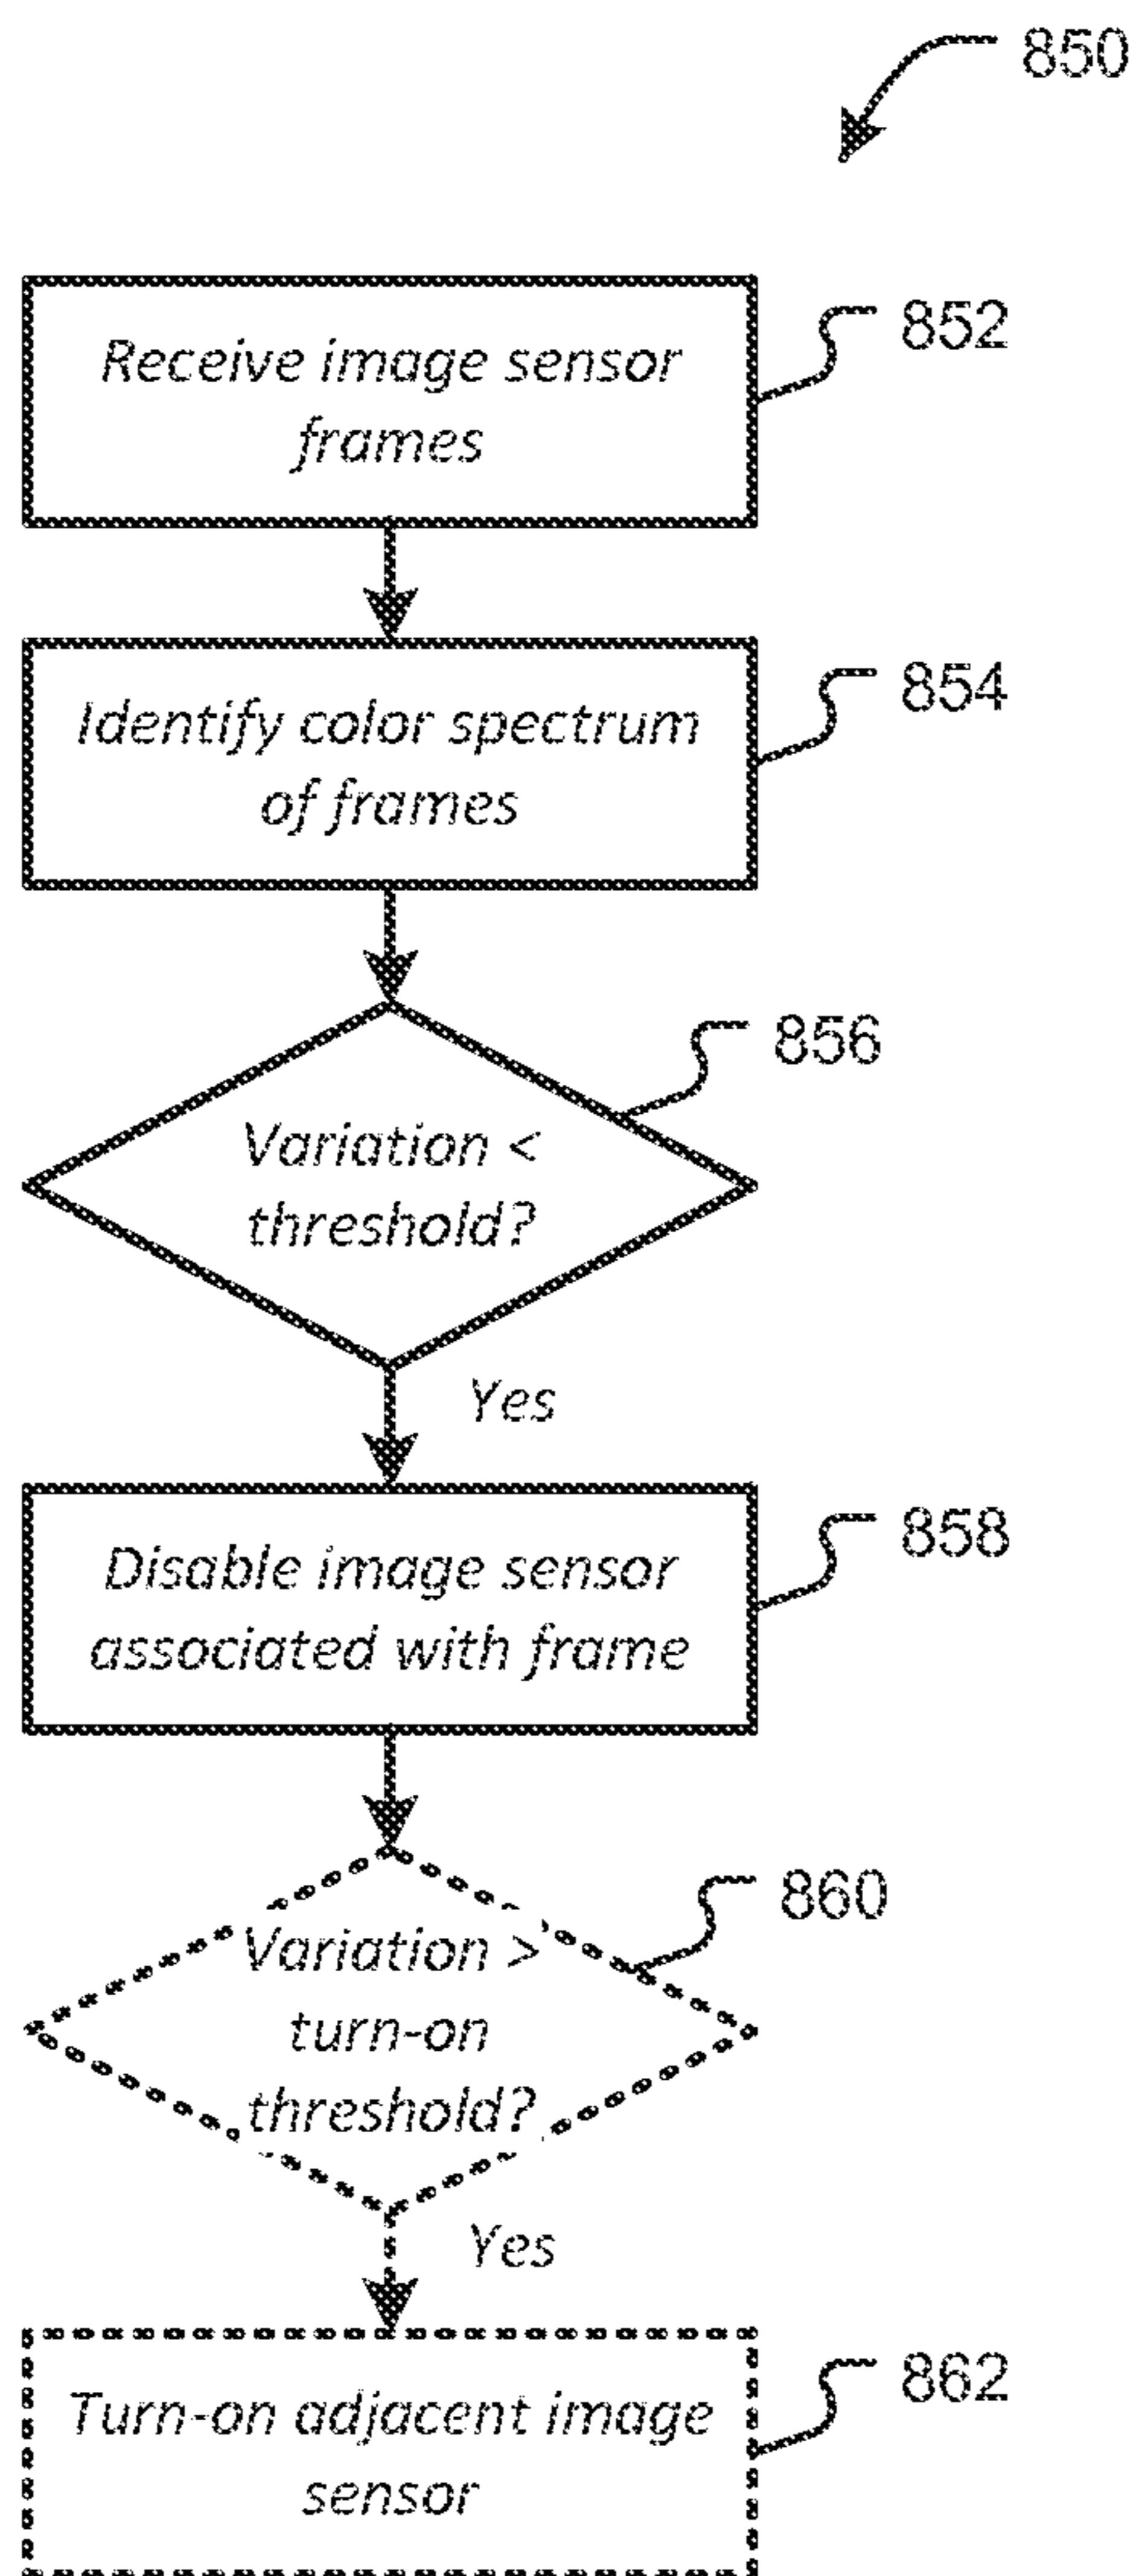 850
Receive image sensor
frames
852
Identify color spectrum
of frames
854
Variation <
threshold?
856
Yes
Disable image sensor
associated with frame
858
Variation >
turn-on
threshold?
860
Yes
Turn-on adjacent image
sensor
862